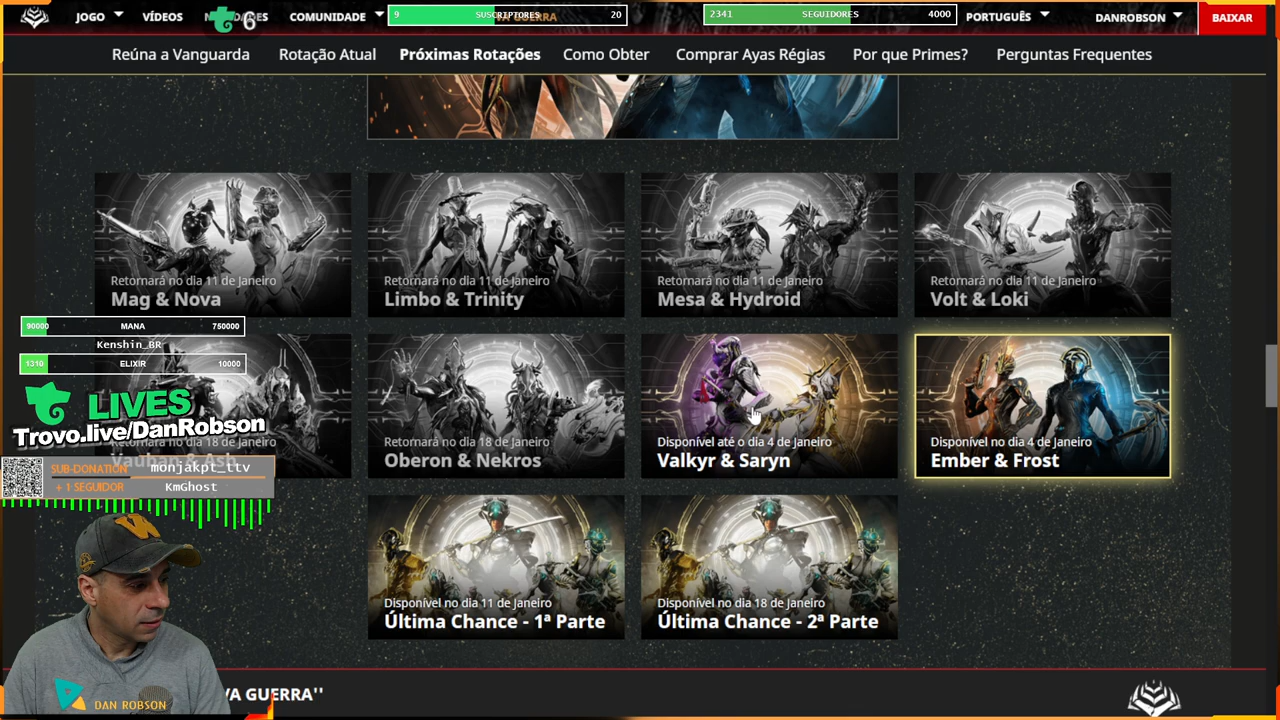 JOGO
VÍDEOS
6
COMUNIDADE
9 SUSCRIPTORES 20
GUERRA
2341 SEGUIDORES 4000
PORTUGUÊS
DANROBSON
BAIXAR
Reúna a Vanguarda
Rotação Atual
Próximas Rotações
Como Obter
Comprar Ayas Régias
Por que Primes?
Perguntas Frequentes
Retornará no dia 11 de Janeiro
Mag & Nova
Retornará no dia 11 de Janeiro
Limbo & Trinity
Retornará no dia 11 de Janeiro
Mesa & Hydroid
Retornará no dia 11 de Janeiro
Volt & Loki
90000 MANA 750000
Kenshin_BR
1310 ELIXIR 10000
LIVES
Trovo.live/DanRobson
Retornará no dia 18 de Janeiro
Vauban & Ash
Retornará no dia 18 de Janeiro
Oberon & Nekros
Disponível até o dia 4 de Janeiro
Valkyr & Saryn
Disponível no dia 4 de Janeiro
Ember & Frost
SUB-DONATION monjakpt_ttv
+ 1 SEGUIDOR KmGhost
Disponível no dia 11 de Janeiro
Última Chance - 1ª Parte
Disponível no dia 18 de Janeiro
Última Chance - 2ª Parte
VA GUERRA''
DAN ROBSON